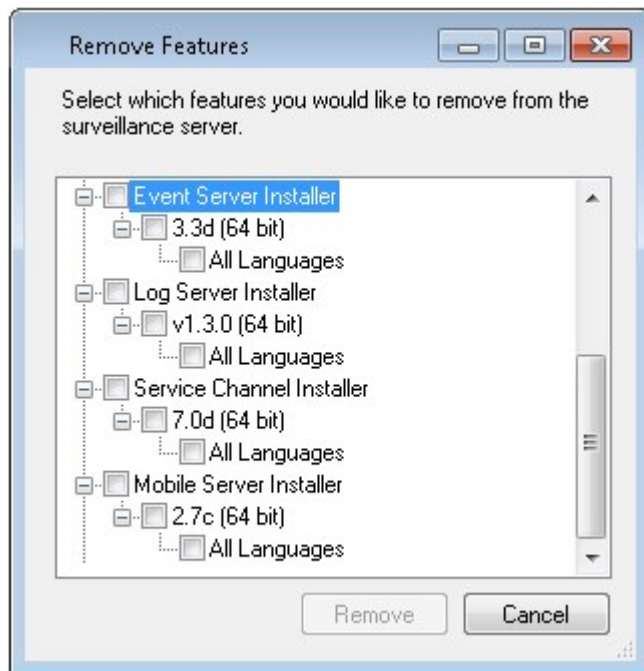 Remove Features
Select which features you would like to remove from the
surveillance server.
Event Server Installer
3.3d (64 bit)
All Languages
Log Server Installer
v1.3.0 (64 bit)
All Languages
Service Channel Installer
7.0d (64 bit)
All Languages
Mobile Server Installer
2.7c (64 bit)
All Languages
Remove
Cancel